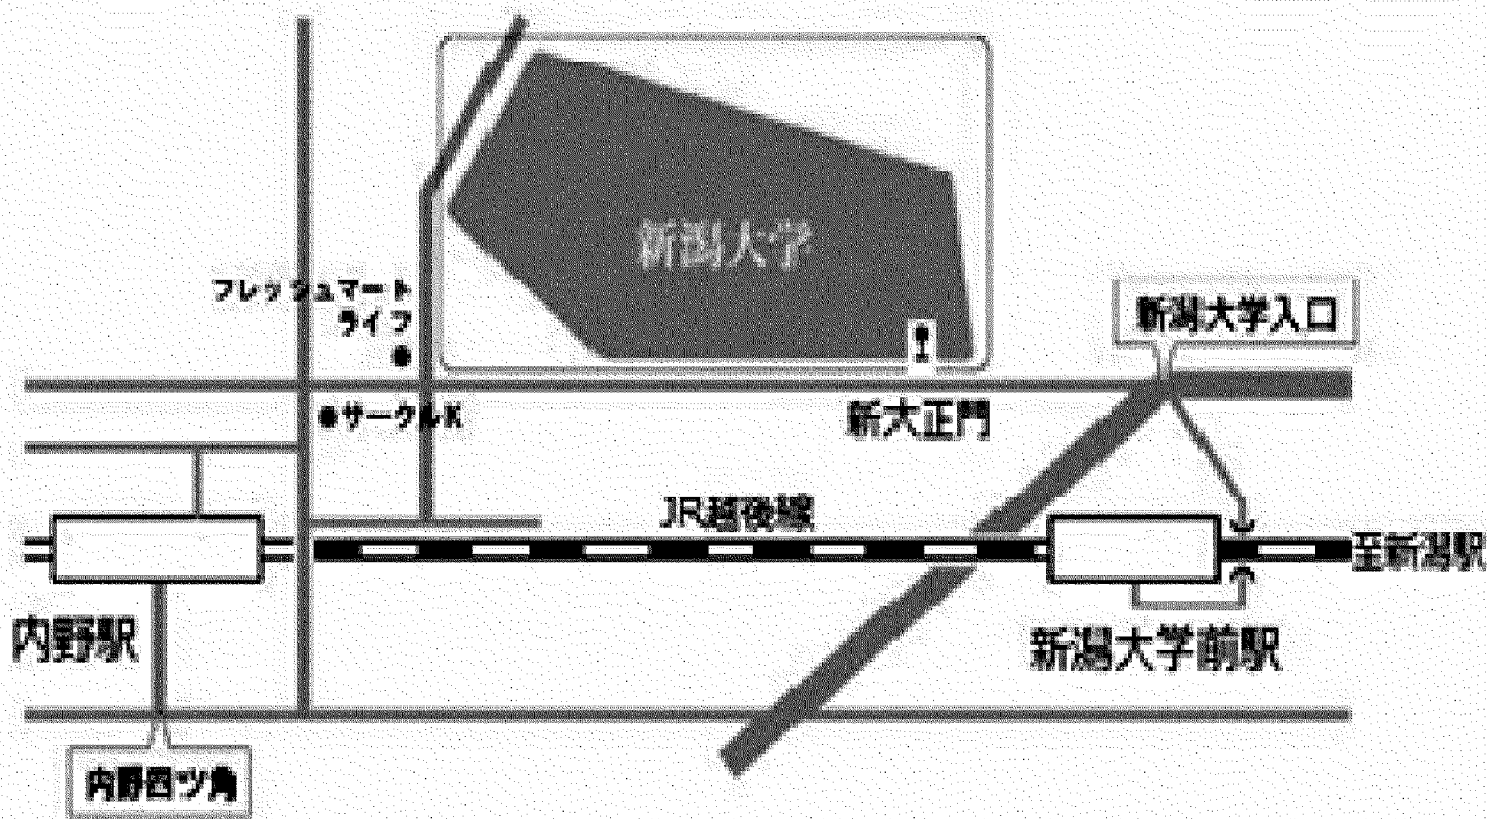 新潟大学
フレッシュマート
ライフ
新潟大学入口
サークルK
新大正門
JR越後線
至新潟駅
内野駅
新潟大学前駅
内野四ツ角